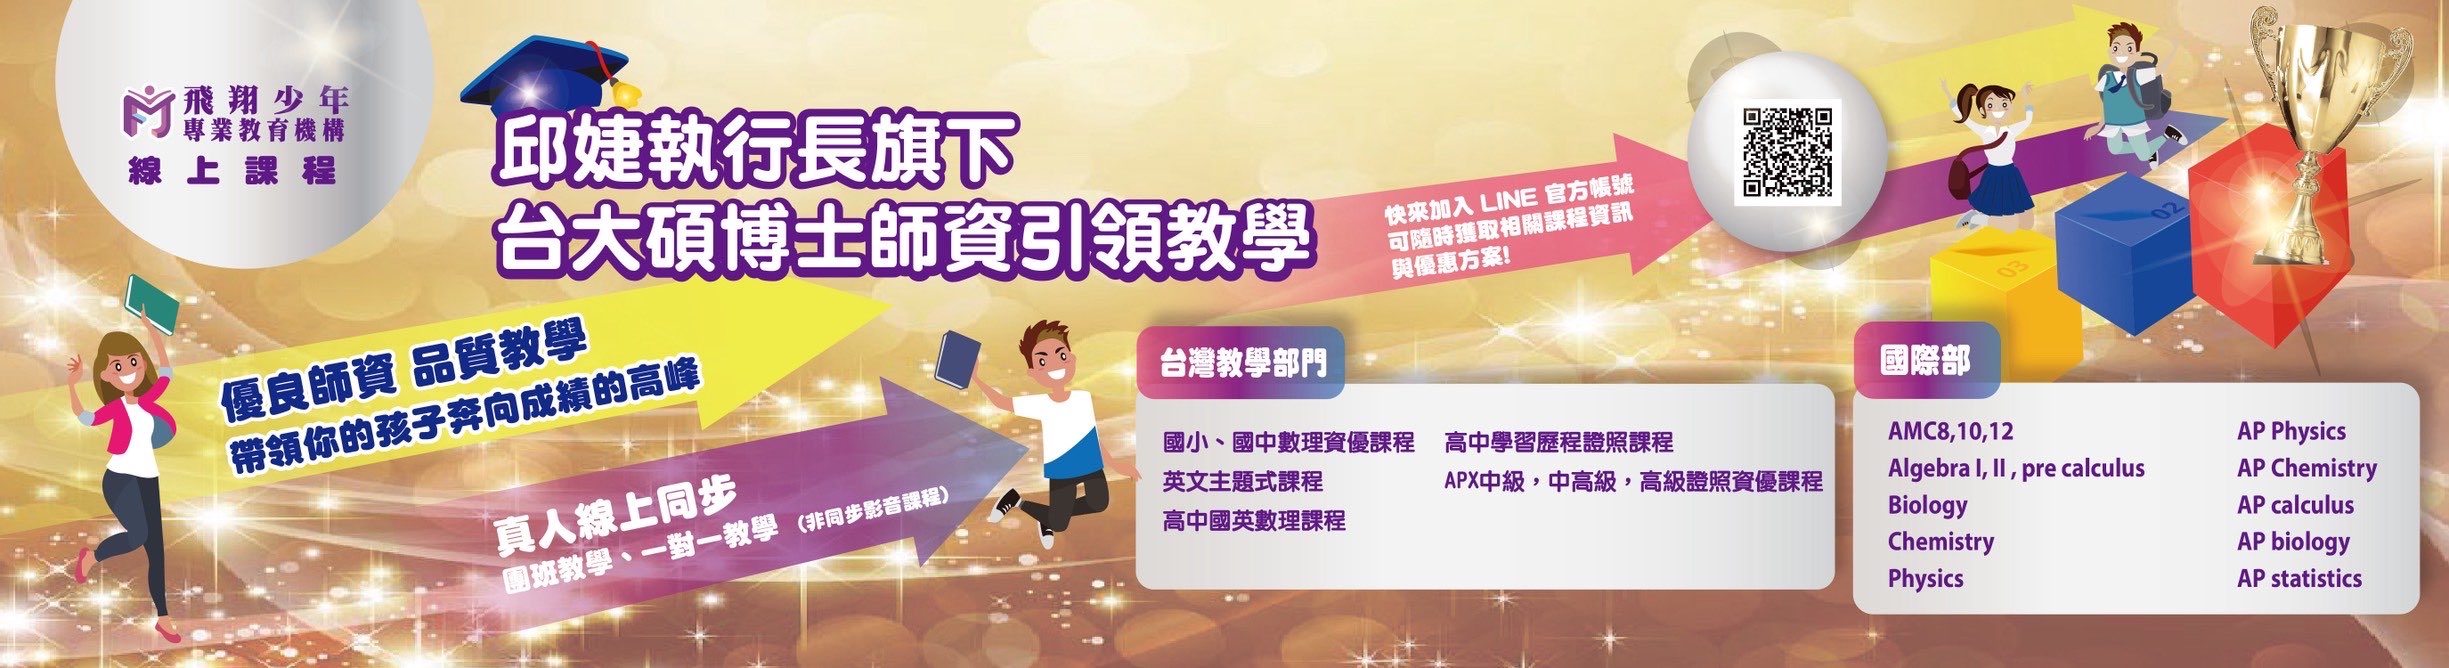 飛翔少年
專業教育機構
線上課程
邱婕執行長旗下
台大碩博士師資引領教學
優良師資 品質教學
帶領你的孩子奔向成績的高峰
真人線上同步
團班教學、一對一教學 (非同步影音課程)
快來加入 LINE 官方帳號
可隨時獲取相關課程資訊
與優惠方案!
03
02
台灣教學部門
國小、國中數理資優課程
英文主題式課程
高中國英數理課程
高中學習歷程證照課程
APX中級，中高級，高級證照資優課程
國際部
AMC8,10,12
Algebra I, II , pre calculus
Biology
Chemistry
Physics
AP Physics
AP Chemistry
AP calculus
AP biology
AP statistics